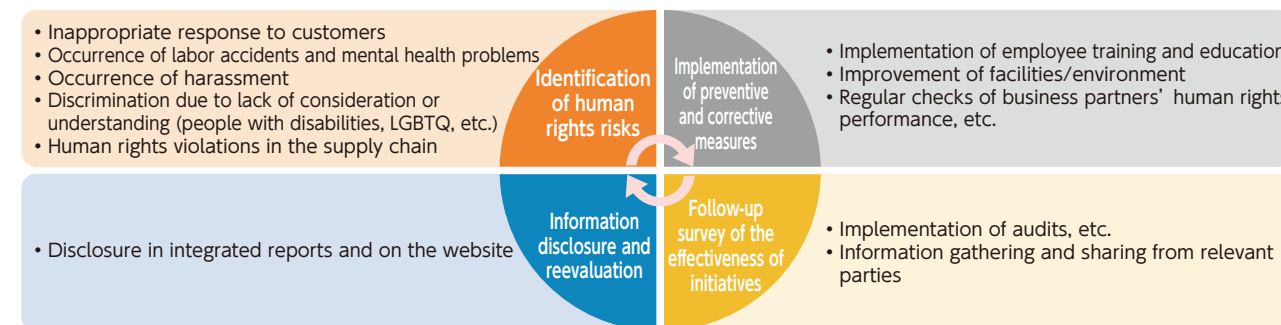 • Inappropriate response to customers
• Occurrence of labor accidents and mental health problems
• Occurrence of harassment
• Discrimination due to lack of consideration or
understanding (people with disabilities, LGBTQ, etc.)
• Human rights violations in the supply chain
Identification
of human
rights risks
Implementation
of preventive
and corrective
measures
• Implementation of employee training and education
• Improvement of facilities/environment
• Regular checks of business partners’ human rights
performance, etc.
• Disclosure in integrated reports and on the website
Information
disclosure and
reevaluation
Follow-up
survey of the
effectiveness of
initiatives
• Implementation of audits, etc.
• Information gathering and sharing from relevant
parties